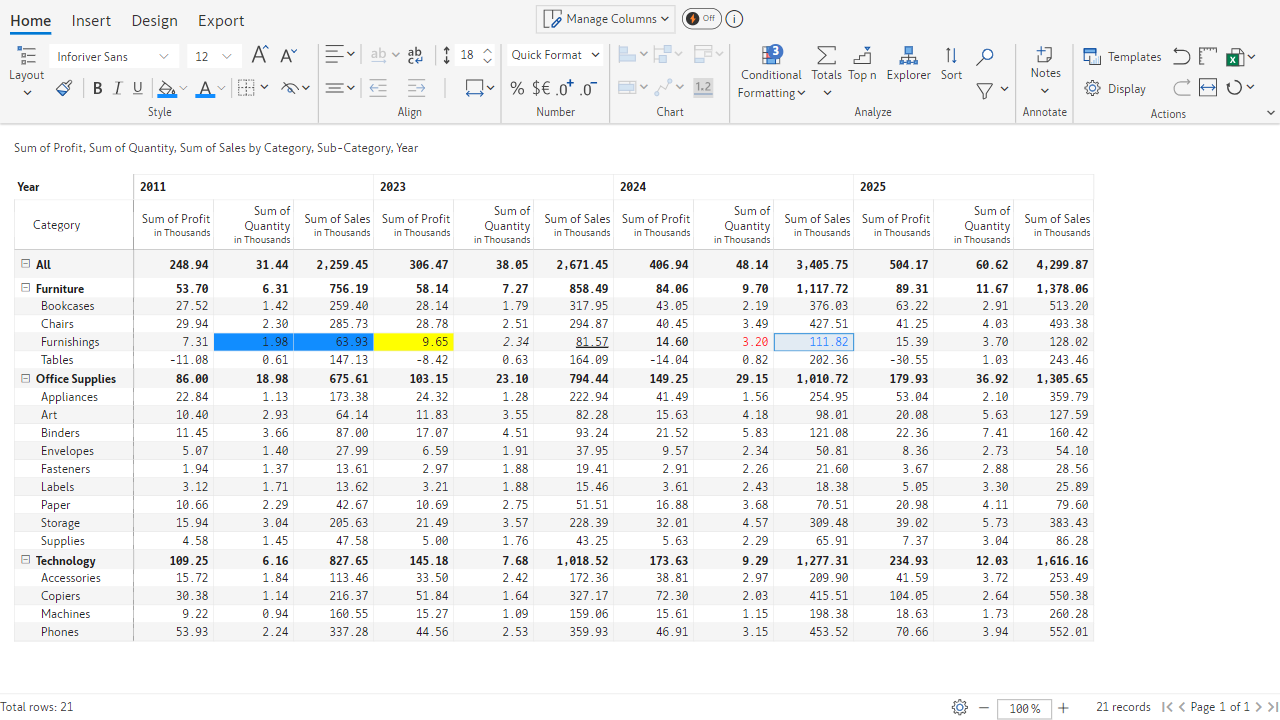 Home Insert Design Export Manage Columns Off i
Inforiver Sans 12 ab ab 18 Quick Format 3
Layout B I U A % $€ .0+ .0- 1.2 Conditional Formatting Totals Top n Explorer Sort Notes Templates Display
Style Align Number Chart Analyze Annotate Actions
Sum of Profit, Sum of Quantity, Sum of Sales by Category, Sub-Category, Year
Year 2011 2023 2024 2025
Category Sum of Profit in Thousands Sum of Quantity in Thousands Sum of Sales in Thousands Sum of Profit in Thousands Sum of Quantity in Thousands Sum of Sales in Thousands Sum of Profit in Thousands Sum of Quantity in Thousands Sum of Sales in Thousands Sum of Profit in Thousands Sum of Quantity in Thousands Sum of Sales in Thousands
All 248.94 31.44 2,259.45 306.47 38.05 2,671.45 406.94 48.14 3,405.75 504.17 60.62 4,299.87
Furniture 53.70 6.31 756.19 58.14 7.27 858.49 84.06 9.70 1,117.72 89.31 11.67 1,378.06
Bookcases 27.52 1.42 259.40 28.14 1.79 317.95 43.05 2.19 376.03 63.22 2.91 513.20
Chairs 29.94 2.30 285.73 28.78 2.51 294.87 40.45 3.49 427.51 41.25 4.03 493.38
Furnishings 7.31 1.98 63.93 9.65 2.34 81.57 14.60 3.20 111.82 15.39 3.70 128.02
Tables -11.08 0.61 147.13 -8.42 0.63 164.09 -14.04 0.82 202.36 -30.55 1.03 243.46
Office Supplies 86.00 18.98 675.61 103.15 23.10 794.44 149.25 29.15 1,010.72 179.93 36.92 1,305.65
Appliances 22.84 1.13 173.38 24.32 1.28 222.94 41.49 1.56 254.95 53.04 2.10 359.79
Art 10.40 2.93 64.14 11.83 3.55 82.28 15.63 4.18 98.01 20.08 5.63 127.59
Binders 11.45 3.66 87.00 17.07 4.51 93.24 21.52 5.83 121.08 22.36 7.41 160.42
Envelopes 5.07 1.40 27.99 6.59 1.91 37.95 9.57 2.34 50.81 8.36 2.73 54.10
Fasteners 1.94 1.37 13.61 2.97 1.88 19.41 2.91 2.26 21.60 3.67 2.88 28.56
Labels 3.12 1.71 13.62 3.21 1.88 15.46 3.61 2.43 18.38 5.05 3.30 25.89
Paper 10.66 2.29 42.67 10.69 2.75 51.51 16.88 3.68 70.51 20.98 4.11 79.60
Storage 15.94 3.04 205.63 21.49 3.57 228.39 32.01 4.57 309.48 39.02 5.73 383.43
Supplies 4.58 1.45 47.58 5.00 1.76 43.25 5.63 2.29 65.91 7.37 3.04 86.28
Technology 109.25 6.16 827.65 145.18 7.68 1,018.52 173.63 9.29 1,277.31 234.93 12.03 1,616.16
Accessories 15.72 1.84 113.46 33.50 2.42 172.36 38.81 2.97 209.90 41.59 3.72 253.49
Copiers 30.38 1.14 216.37 51.84 1.64 327.17 72.30 2.03 415.51 104.05 2.64 550.38
Machines 9.22 0.94 160.55 15.27 1.09 159.06 15.61 1.15 198.38 18.63 1.73 260.28
Phones 53.93 2.24 337.28 44.56 2.53 359.93 46.91 3.15 453.52 70.66 3.94 552.01
Total rows: 21 100 % 21 records Page 1 of 1